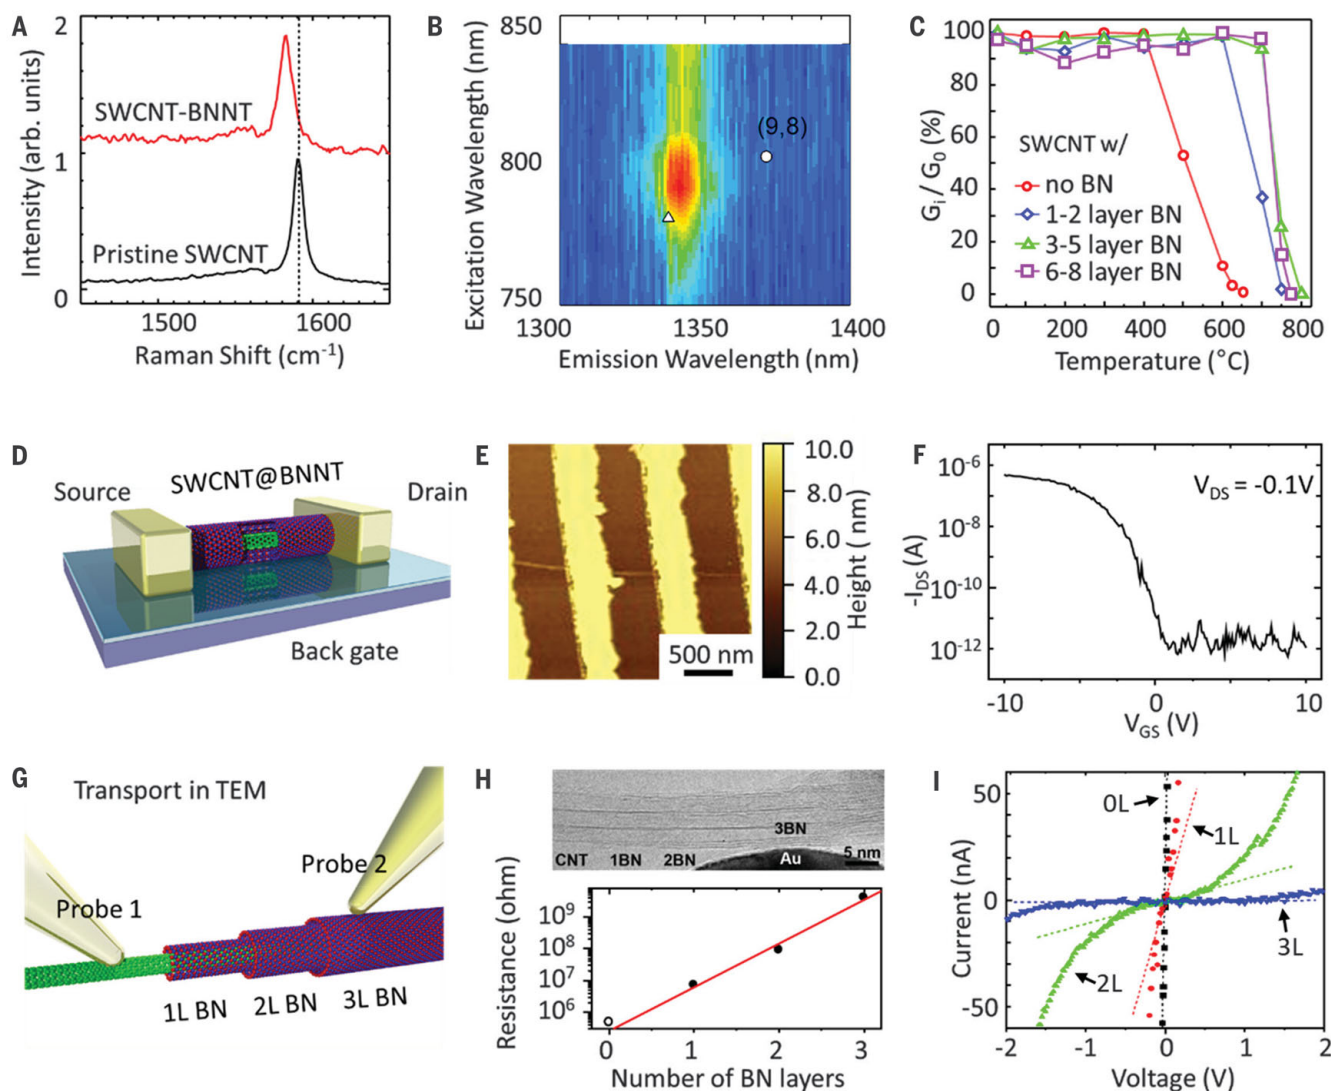 A
2
1
0
Intensity (arb. units)
SWCNT-BNNT
Pristine SWCNT
1500
1600
Raman Shift (cm⁻¹)
B
850
800
750
Excitation Wavelength (nm)
(9,8)
1300
1350
1400
Emission Wavelength (nm)
C
100
80
60
40
20
0
Gᵢ / G₀ (%)
SWCNT w/
no BN
1-2 layer BN
3-5 layer BN
6-8 layer BN
0
200
400
600
800
Temperature (°C)
D
Source
SWCNT@BNNT
Drain
Back gate
E
500 nm
10.0
8.0
6.0
4.0
2.0
0.0
Height ( nm)
F
10⁻⁶
10⁻⁸
10⁻¹⁰
10⁻¹²
-I_DS (A)
V_DS = -0.1V
-10
0
10
V_GS (V)
G
Transport in TEM
Probe 1
Probe 2
1L BN
2L BN
3L BN
H
CNT
1BN
2BN
3BN
Au
5 nm
10⁹
10⁸
10⁷
10⁶
Resistance (ohm)
0
1
2
3
Number of BN layers
I
50
0
-50
Current (nA)
0L
1L
2L
3L
-2
-1
0
1
2
Voltage (V)